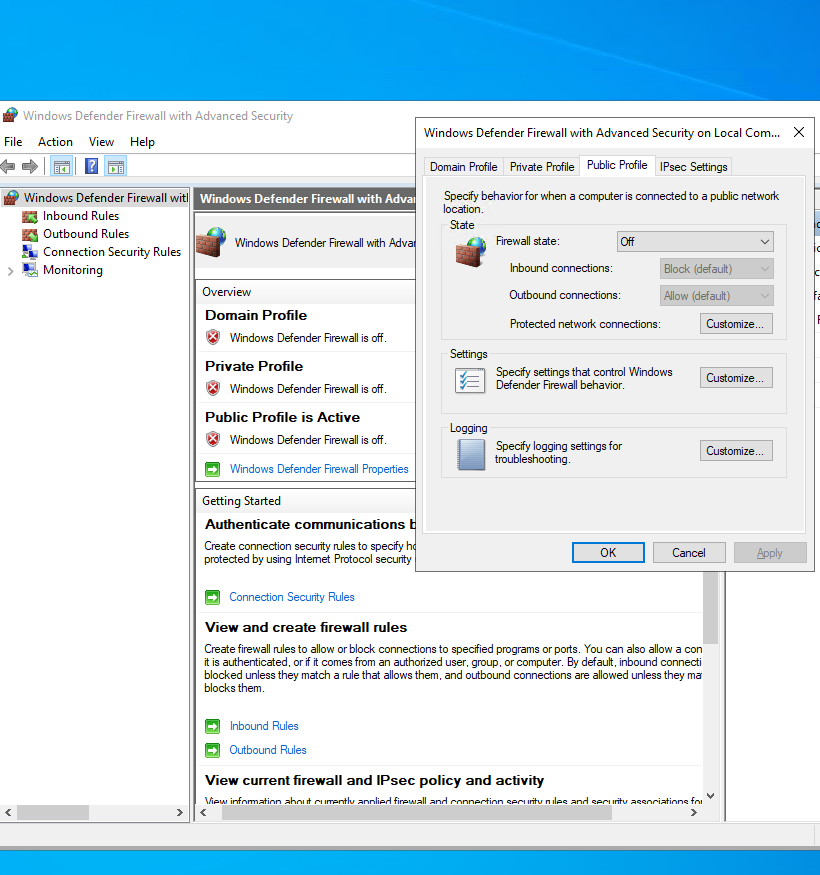 Windows Defender Firewall with Advanced Security
File Action View Help
Windows Defender Firewall wit
Inbound Rules
Outbound Rules
Connection Security Rules
Monitoring
Windows Defender Firewall with Advan
Windows Defender Firewall with Advar
Overview
Domain Profile
Windows Defender Firewall is off.
Private Profile
Windows Defender Firewall is off.
Public Profile is Active
Windows Defender Firewall is off.
Windows Defender Firewall Properties
Getting Started
Authenticate communications b
Create connection security rules to specify ho
protected by using Internet Protocol security
Connection Security Rules
View and create firewall rules
Create firewall rules to allow or block connections to specified programs or ports. You can also allow a con
it is authenticated, or if it comes from an authorized user, group, or computer. By default, inbound connecti
blocked unless they match a rule that allows them, and outbound connections are allowed unless they ma
blocks them.
Inbound Rules
Outbound Rules
View current firewall and IPsec policy and activity
View information about currently applied firewall and connection security rules and security associations for
Windows Defender Firewall with Advanced Security on Local Com...
Domain Profile Private Profile Public Profile IPsec Settings
Specify behavior for when a computer is connected to a public network
location.
State
Firewall state: Off
Inbound connections: Block (default)
Outbound connections: Allow (default)
Protected network connections: Customize...
Settings
Specify settings that control Windows
Defender Firewall behavior.
Customize...
Logging
Specify logging settings for
troubleshooting.
Customize...
OK Cancel Apply